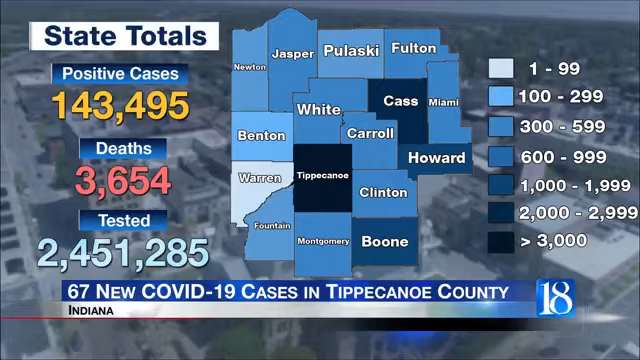 State Totals
Positive Cases
143,495
Deaths
3,654
Tested
2,451,285
Newton
Jasper
Pulaski
Fulton
White
Cass
Miami
Benton
Carroll
Howard
Warren
Tippecanoe
Clinton
Fountain
Montgomery
Boone
1 - 99
100 - 299
300 - 599
600 - 999
1,000 - 1,999
2,000 - 2,999
> 3,000
67 NEW COVID-19 CASES IN TIPPECANOE COUNTY
INDIANA
18